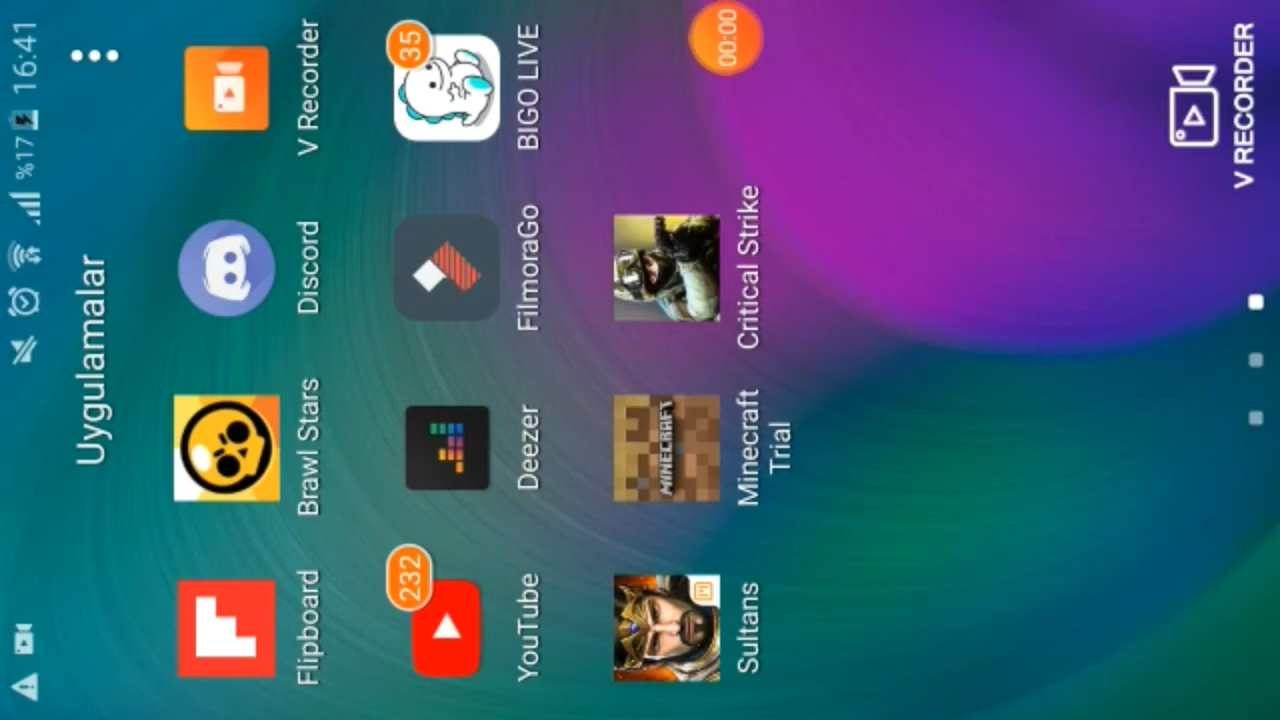 %17 16:41
Uygulamalar
Flipboard
Brawl Stars
Discord
V Recorder
232
35
YouTube
Deezer
FilmoraGo
BIGO LIVE
MINECRAFT
Sultans
Minecraft
Trial
Critical Strike
00:00
V RECORDER